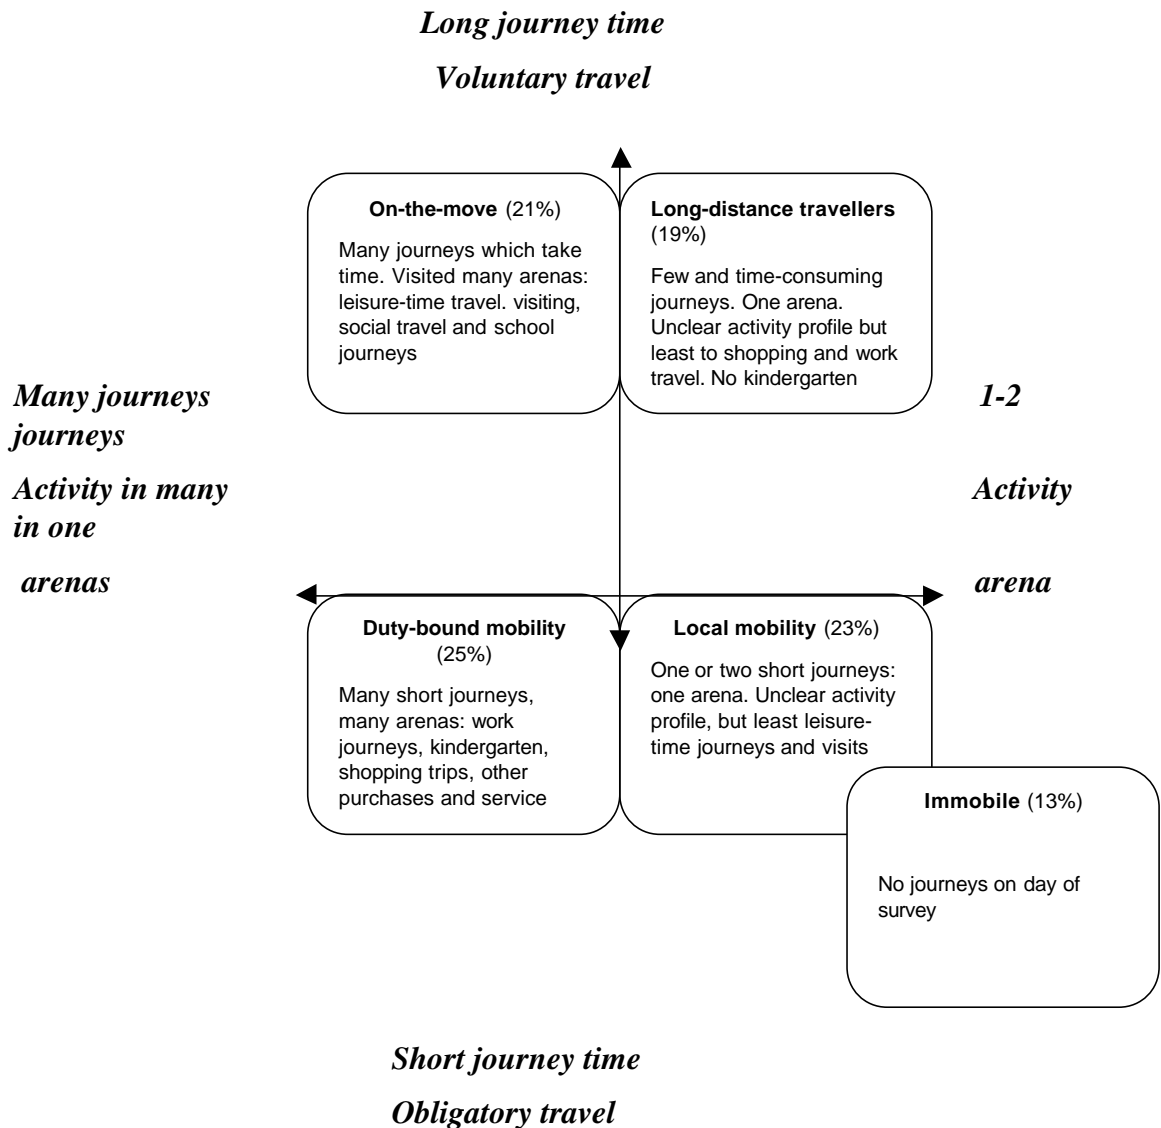 Long journey time
Voluntary travel
On-the-move (21%)
Many journeys which take
time. Visited many arenas:
leisure-time travel. visiting,
social travel and school
journeys
Long-distance travellers
(19%)
Few and time-consuming
journeys. One arena.
Unclear activity profile but
least to shopping and work
travel. No kindergarten
Many journeys
journeys
Activity in many
in one
arenas
1-2
Activity
arena
Duty-bound mobility
(25%)
Many short journeys,
many arenas: work
journeys, kindergarten,
shopping trips, other
purchases and service
Local mobility (23%)
One or two short journeys:
one arena. Unclear activity
profile, but least leisure-
time journeys and visits
Immobile (13%)
No journeys on day of
survey
Short journey time
Obligatory travel